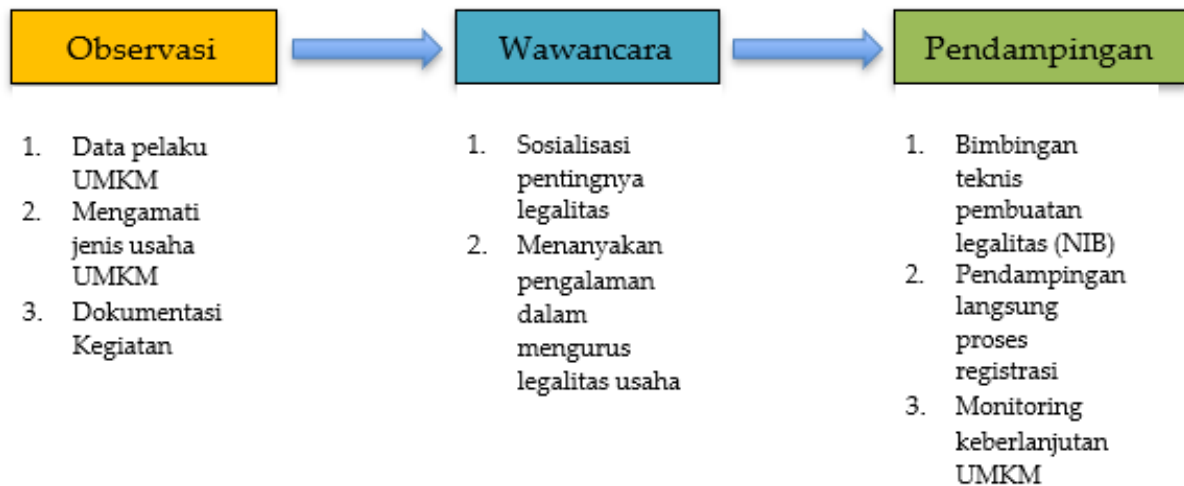 Observasi
Wawancara
Pendampingan
1. Data pelaku
UMKM
2. Mengamati
jenis usaha
UMKM
3. Dokumentasi
Kegiatan
1. Sosialisasi
pentingnya
legalitas
2. Menanyakan
pengalaman
dalam
mengurus
legalitas usaha
1. Bimbingan
teknis
pembuatan
legalitas (NIB)
2. Pendampingan
langsung
proses
registrasi
3. Monitoring
keberlanjutan
UMKM